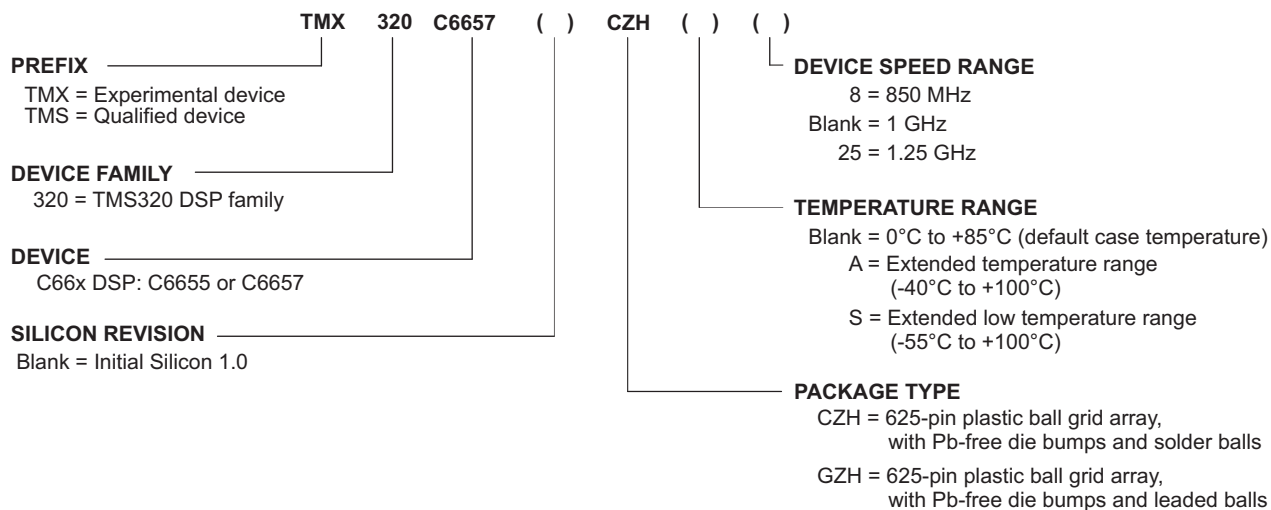 TMX 320 C6657 ( ) CZH ( ) ( )
PREFIX
TMX = Experimental device
TMS = Qualified device
DEVICE FAMILY
320 = TMS320 DSP family
DEVICE
C66x DSP: C6655 or C6657
SILICON REVISION
Blank = Initial Silicon 1.0
DEVICE SPEED RANGE
8 = 850 MHz
Blank = 1 GHz
25 = 1.25 GHz
TEMPERATURE RANGE
Blank = 0°C to +85°C (default case temperature)
A = Extended temperature range
(-40°C to +100°C)
S = Extended low temperature range
(-55°C to +100°C)
PACKAGE TYPE
CZH = 625-pin plastic ball grid array,
with Pb-free die bumps and solder balls
GZH = 625-pin plastic ball grid array,
with Pb-free die bumps and leaded balls